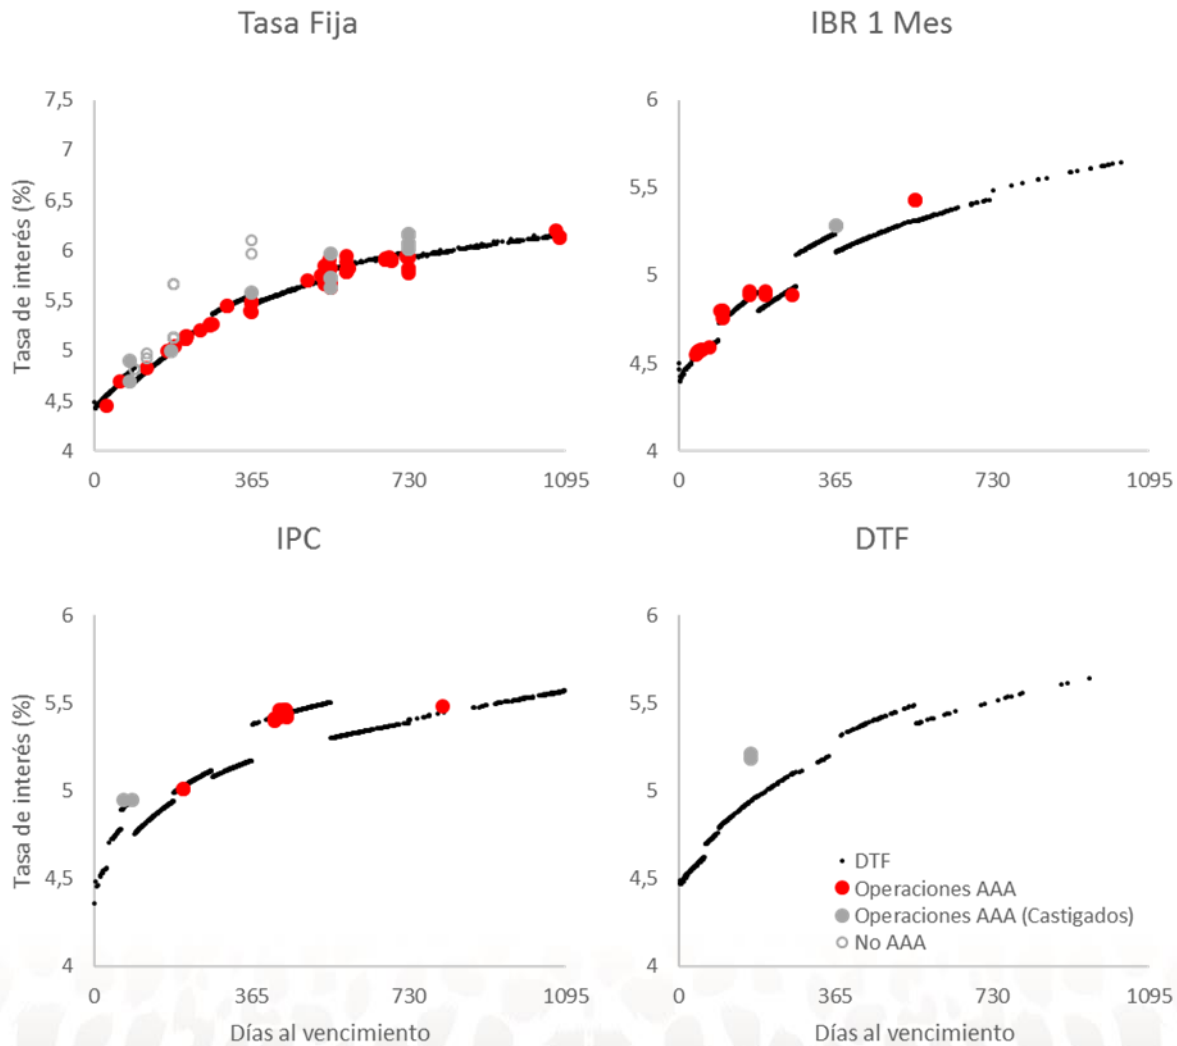 Tasa Fija
Tasa de interés (%)
7,5
7
6,5
6
5,5
5
4,5
4
0 365 730 1095
IBR 1 Mes
6
5,5
5
4,5
4
0 365 730 1095
IPC
Tasa de interés (%)
6
5,5
5
4,5
4
0 365 730 1095
Días al vencimiento
DTF
6
5,5
5
4,5
4
DTF
Operaciones AAA
Operaciones AAA (Castigados)
No AAA
0 365 730 1095
Días al vencimiento